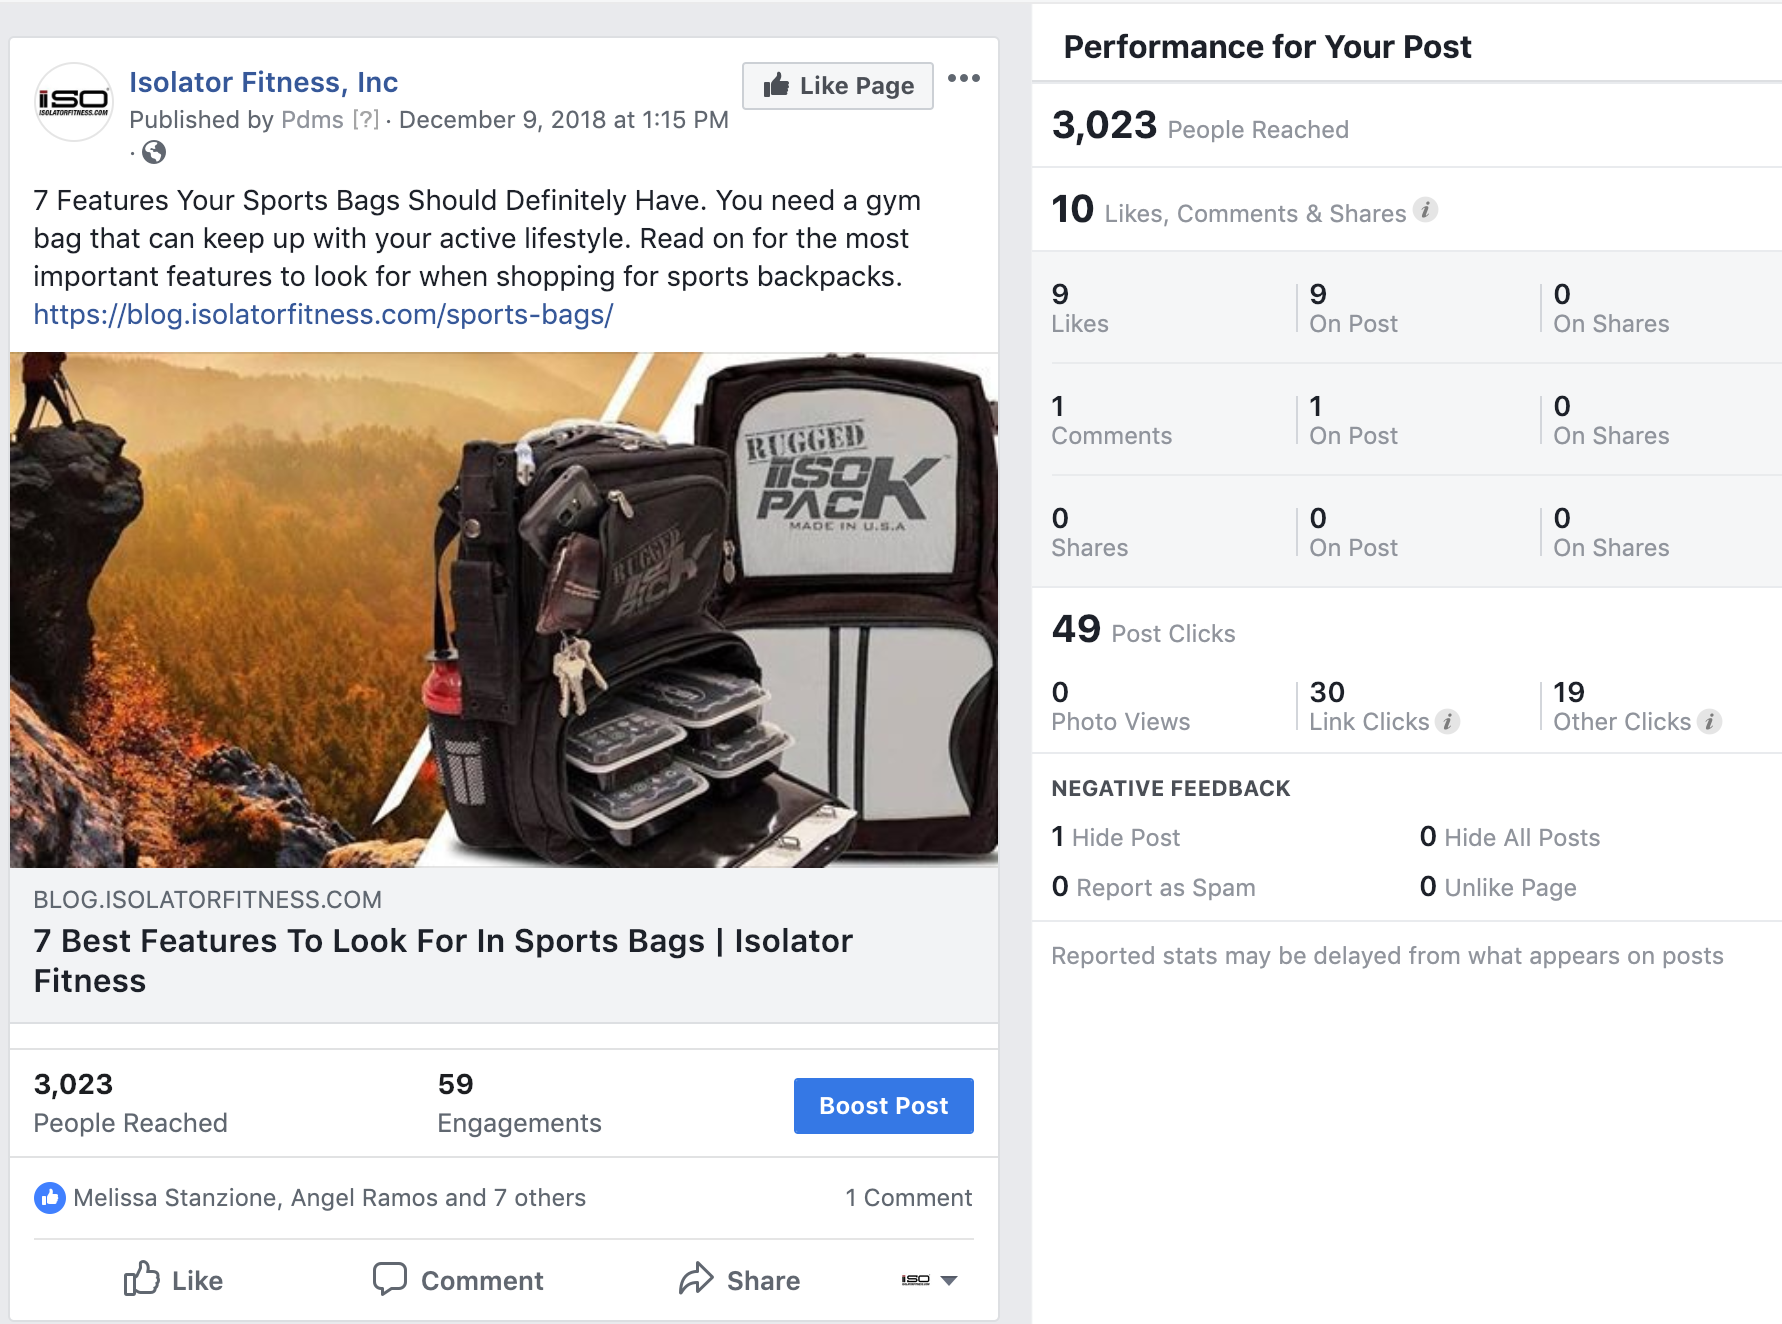 iSO
ISOLATORFITNESS.COM
Isolator Fitness, Inc
Published by Pdms [?] · December 9, 2018 at 1:15 PM
·
Like Page
7 Features Your Sports Bags Should Definitely Have. You need a gym
bag that can keep up with your active lifestyle. Read on for the most
important features to look for when shopping for sports backpacks.
https://blog.isolatorfitness.com/sports-bags/
RUGGED
ISO
PACK
MADE IN U.S.A
RUGGED
ISO
PACK
BLOG.ISOLATORFITNESS.COM
7 Best Features To Look For In Sports Bags | Isolator
Fitness
3,023
People Reached
59
Engagements
Boost Post
Melissa Stanzione, Angel Ramos and 7 others
1 Comment
Like
Comment
Share
iSO
Performance for Your Post
3,023 People Reached
10 Likes, Comments & Shares
9
Likes
9
On Post
0
On Shares
1
Comments
1
On Post
0
On Shares
0
Shares
0
On Post
0
On Shares
49 Post Clicks
0
Photo Views
30
Link Clicks
19
Other Clicks
NEGATIVE FEEDBACK
1 Hide Post
0 Hide All Posts
0 Report as Spam
0 Unlike Page
Reported stats may be delayed from what appears on posts